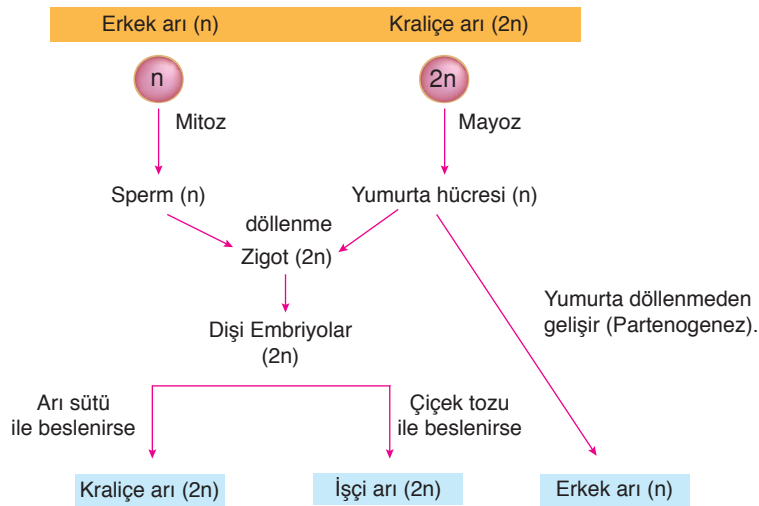 Erkek arı (n)
Kraliçe arı (2n)
n
2n
Mitoz
Mayoz
Sperm (n)
Yumurta hücresi (n)
döllenme
Zigot (2n)
Yumurta döllenmeden
gelişir (Partenogenez).
Dişi Embriyolar
(2n)
Arı sütü
ile beslenirse
Çiçek tozu
ile beslenirse
Kraliçe arı (2n)
İşçi arı (2n)
Erkek arı (n)